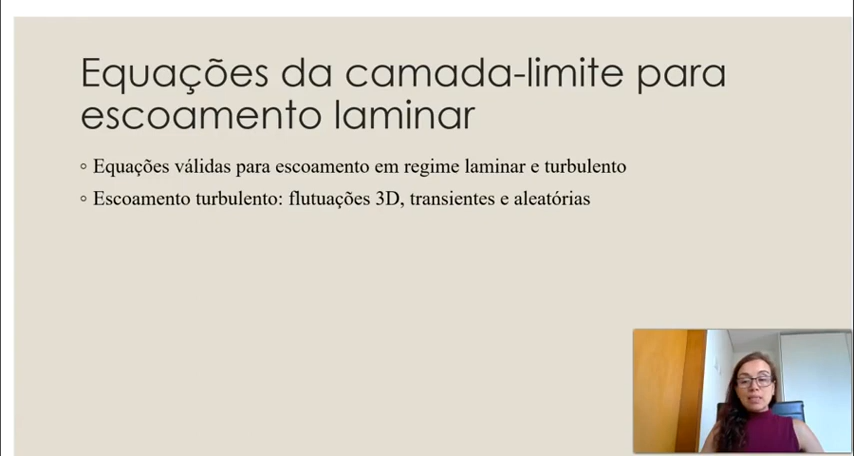 Equações da camada-limite para
escoamento laminar
◦ Equações válidas para escoamento em regime laminar e turbulento
◦ Escoamento turbulento: flutuações 3D, transientes e aleatórias